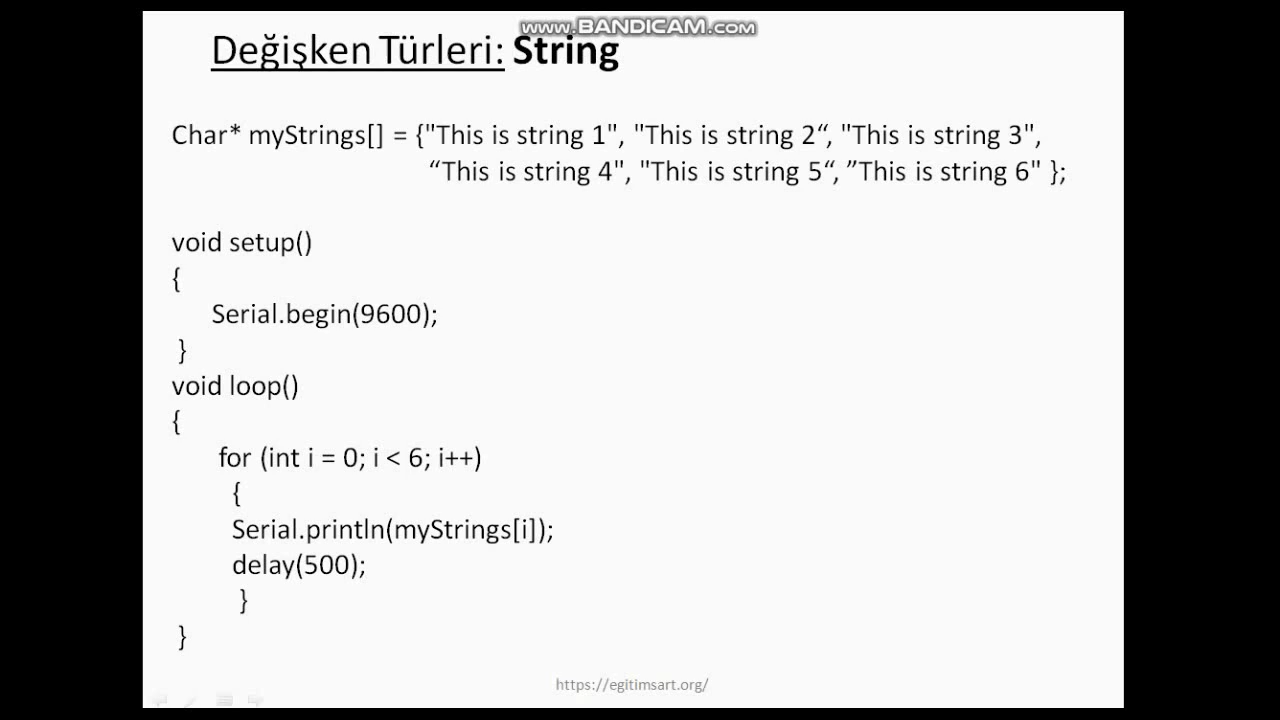 www.BANDICAM.com
Değişken Türleri: String
Char* myStrings[] = {"This is string 1", "This is string 2“, "This is string 3",
“This is string 4", "This is string 5“, ”This is string 6" };
void setup()
{
Serial.begin(9600);
}
void loop()
{
for (int i = 0; i < 6; i++)
{
Serial.println(myStrings[i]);
delay(500);
}
}
https://egitimsart.org/